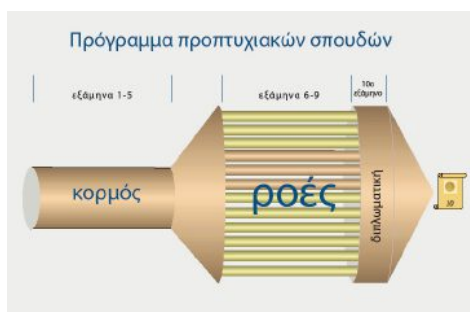 Πρόγραμμα προπτυχιακών σπουδών
εξάμηνα 1-5
εξάμηνα 6-9
10ο
εξάμηνο
κορμός
ροές
διπλωματική